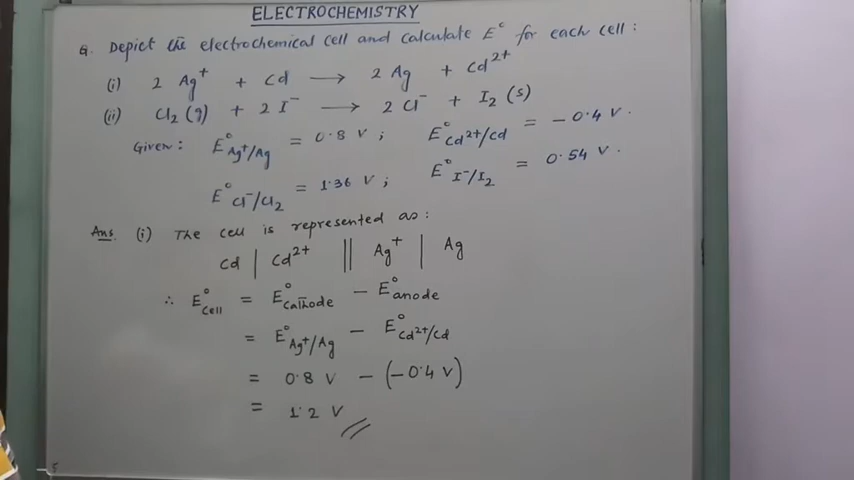 ELECTROCHEMISTRY
Q. Depict the electrochemical cell and calculate E° for each cell :
(i) 2 Ag⁺ + Cd ⟶ 2 Ag + Cd²⁺
(ii) Cl₂ (g) + 2 I⁻ ⟶ 2 Cl⁻ + I₂ (s)
Given : E°Ag⁺/Ag = 0.8 V ; E°Cd²⁺/Cd = − 0.4 V .
E°Cl⁻/Cl₂ = 1.36 V ; E°I⁻/I₂ = 0.54 V .
Ans. (i) The cell is represented as :
Cd | Cd²⁺ || Ag⁺ | Ag
∴ E°Cell = E°Cathode − E°anode
= E°Ag⁺/Ag − E°Cd²⁺/Cd
= 0.8 V − (−0.4 V)
= 1.2 V